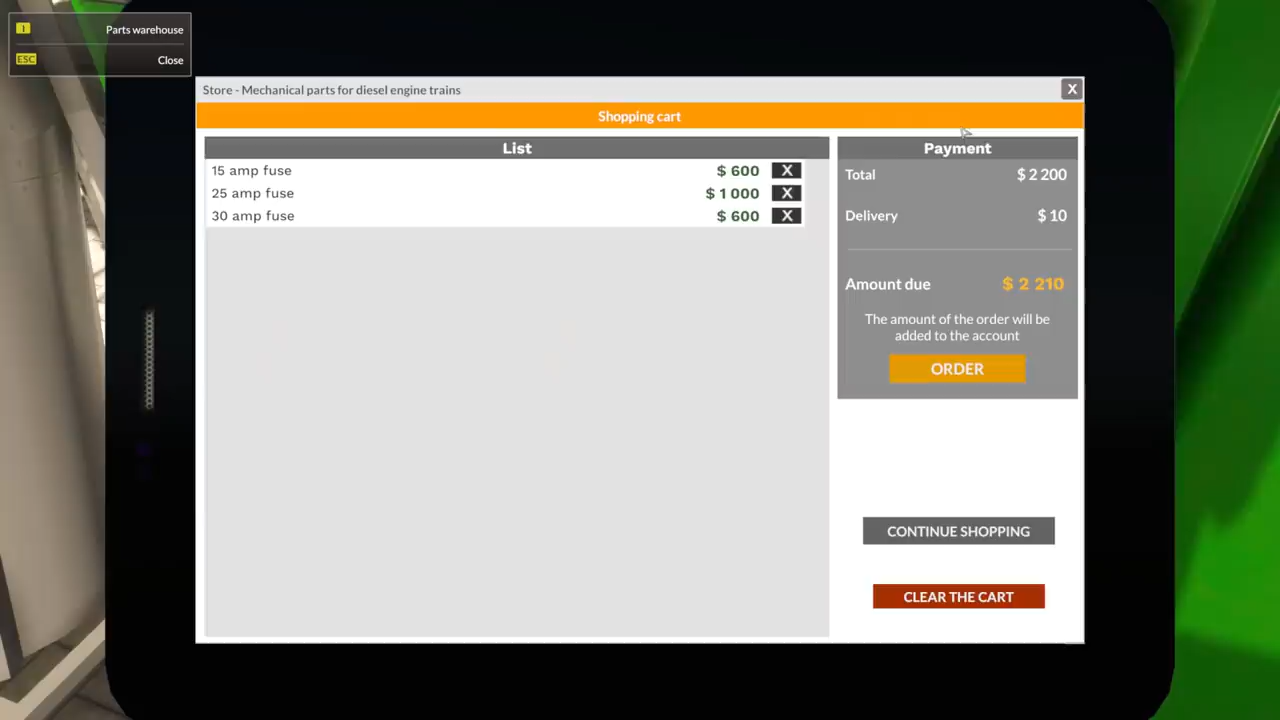 I Parts warehouse
ESC Close
Store - Mechanical parts for diesel engine trains X
Shopping cart
List
15 amp fuse $ 600 X
25 amp fuse $ 1 000 X
30 amp fuse $ 600 X
Payment
Total $ 2 200
Delivery $ 10
Amount due $ 2 210
The amount of the order will be
added to the account
ORDER
CONTINUE SHOPPING
CLEAR THE CART